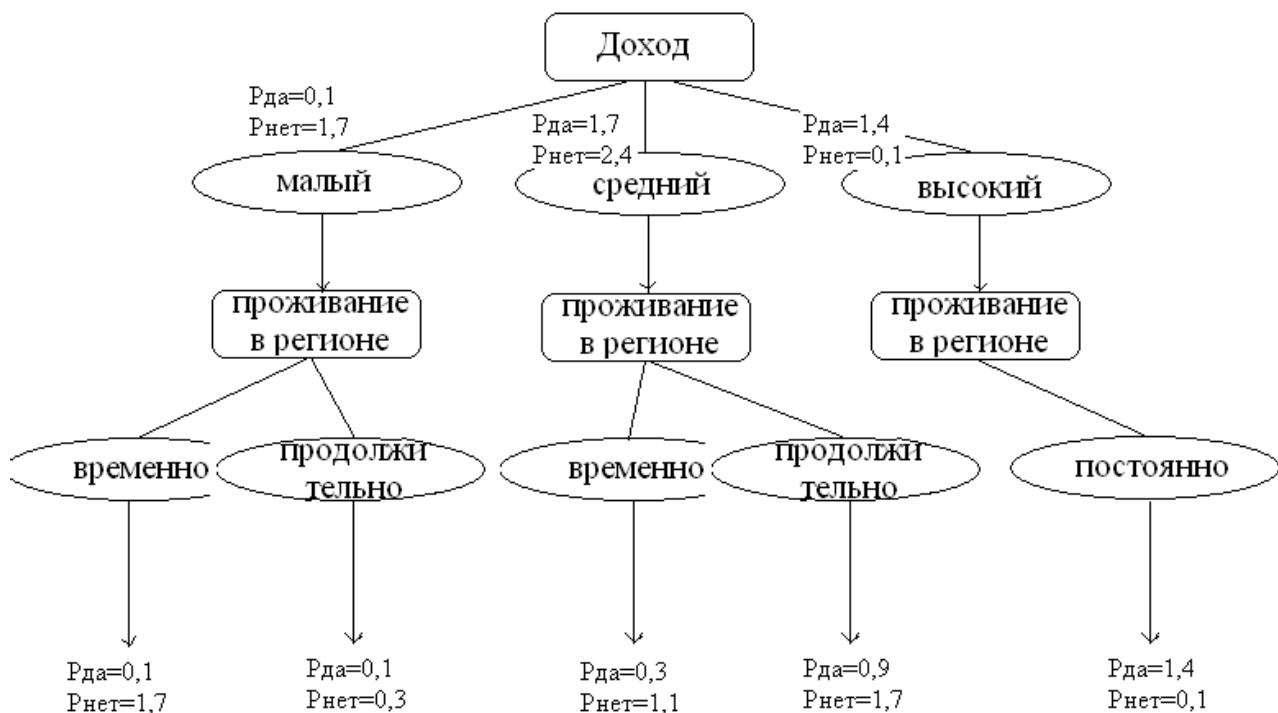 Доход
Рда=0,1
Рнет=1,7
Рда=1,7
Рнет=2,4
Рда=1,4
Рнет=0,1
малый
средний
высокий
проживание
в регионе
проживание
в регионе
проживание
в регионе
временно
продолжи
тельно
временно
продолжи
тельно
постоянно
Рда=0,1
Рнет=1,7
Рда=0,1
Рнет=0,3
Рда=0,3
Рнет=1,1
Рда=0,9
Рнет=1,7
Рда=1,4
Рнет=0,1